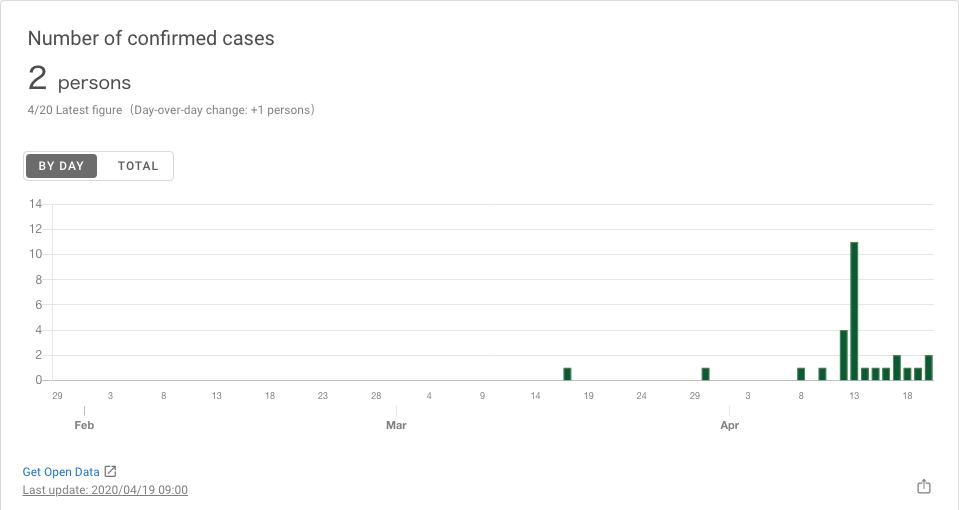 Number of confirmed cases
2 persons
4/20 Latest figure（Day-over-day change: +1 persons）
BY DAY TOTAL
14
12
10
8
6
4
2
0
29 3 8 13 18 23 28 4 9 14 19 24 29 3 8 13 18
Feb Mar Apr
Get Open Data
Last update: 2020/04/19 09:00